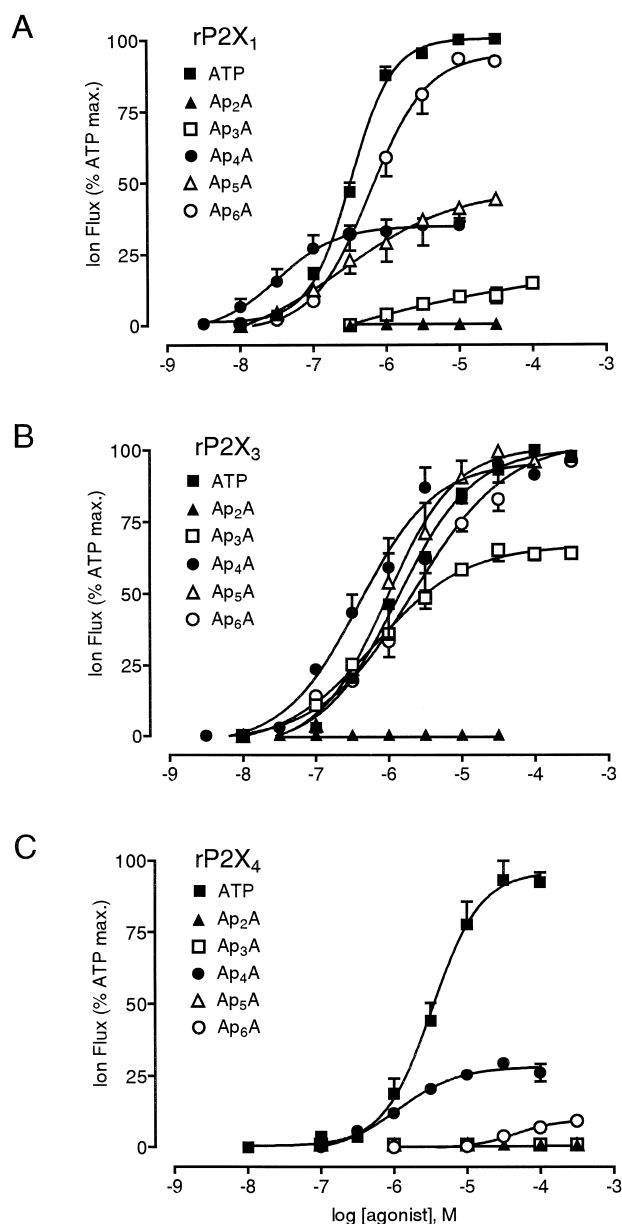 A
rP2X₁
Ion Flux (% ATP max.)
100
75
50
25
0
ATP
Ap₂A
Ap₃A
Ap₄A
Ap₅A
Ap₆A
-9 -8 -7 -6 -5 -4 -3
B
rP2X₃
Ion Flux (% ATP max.)
100
75
50
25
0
ATP
Ap₂A
Ap₃A
Ap₄A
Ap₅A
Ap₆A
-9 -8 -7 -6 -5 -4 -3
C
rP2X₄
Ion Flux (% ATP max.)
100
75
50
25
0
ATP
Ap₂A
Ap₃A
Ap₄A
Ap₅A
Ap₆A
-9 -8 -7 -6 -5 -4 -3
log [agonist], M